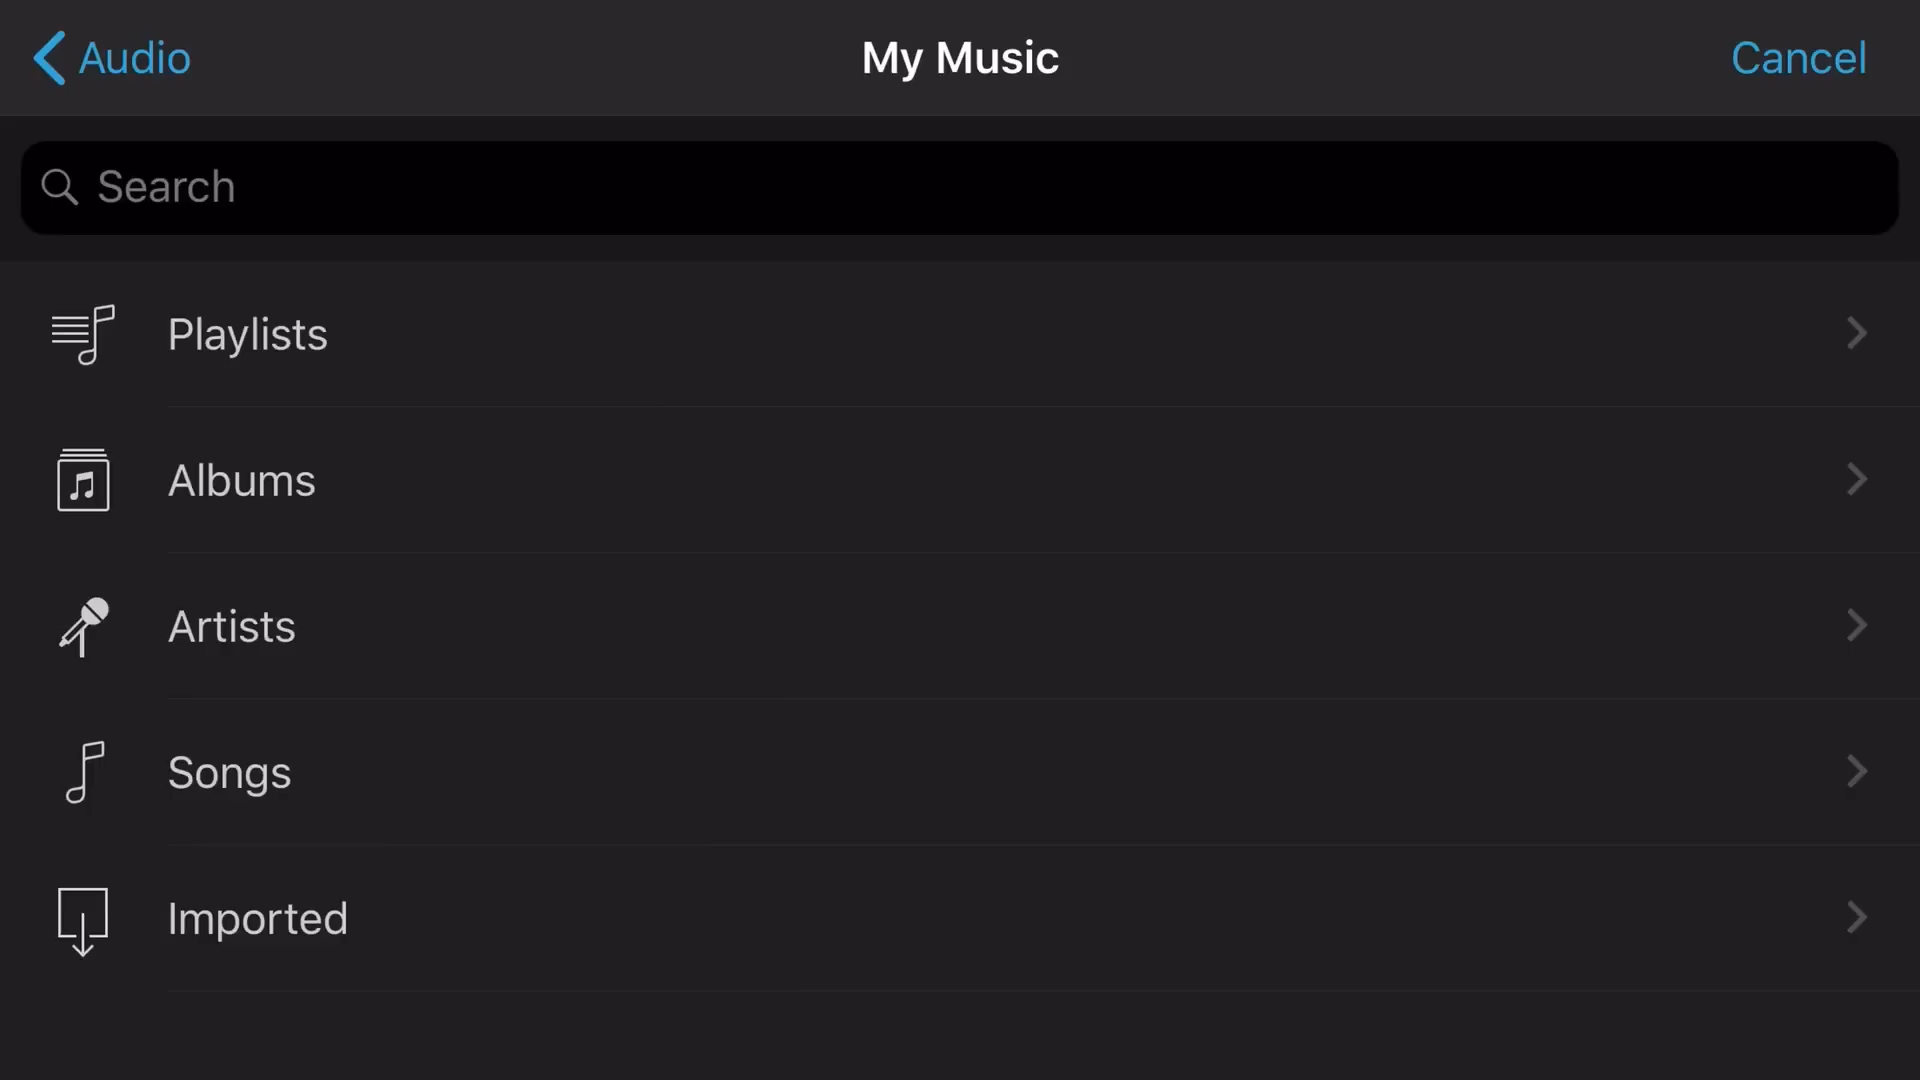 Audio
My Music
Cancel
Search
Playlists
Albums
Artists
Songs
Imported